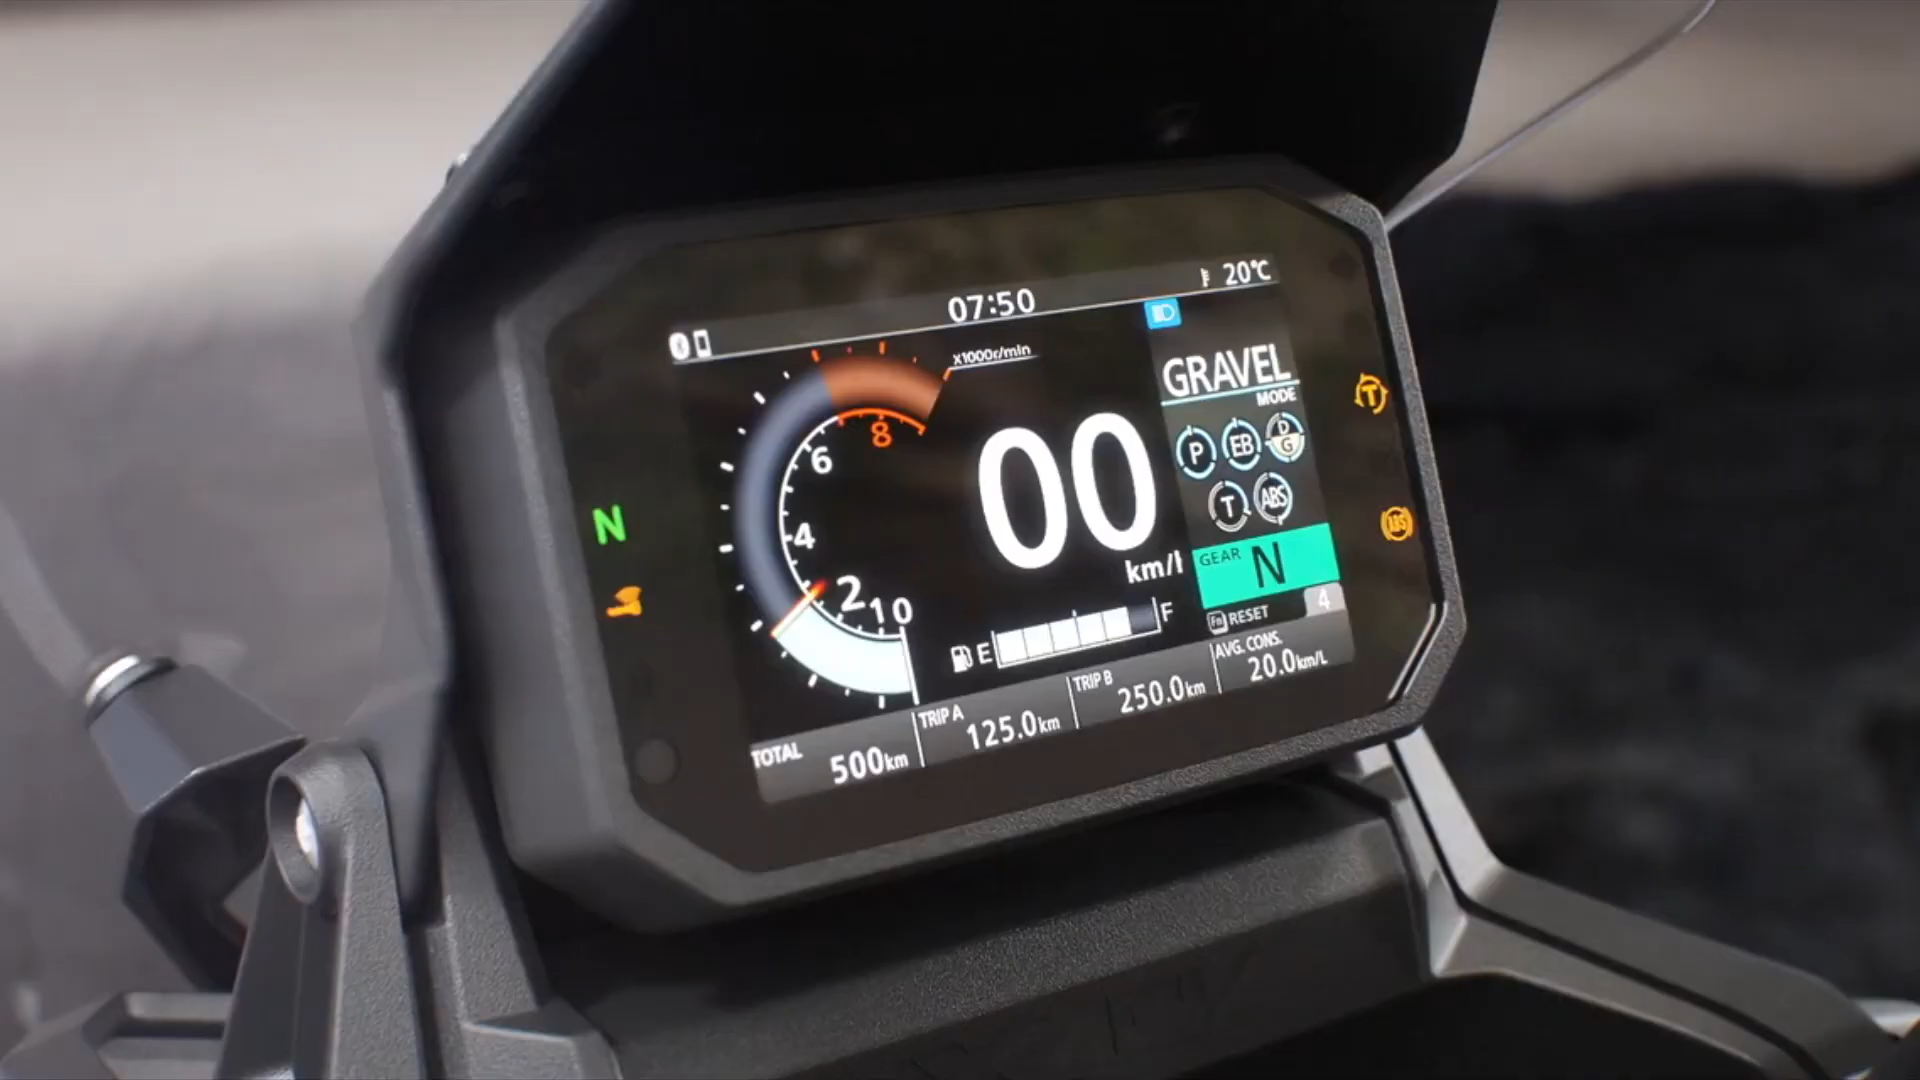 07:50
20℃
x1000r/min
GRAVEL
MODE
8
6
4
2
1 0
00
km/l
P
EB
D
G
T
ABS
GEAR N
E
F
Fn RESET
4
TOTAL
500km
TRIP A
125.0km
TRIP B
250.0km
AVG. CONS.
20.0km/L
N
T
ABS